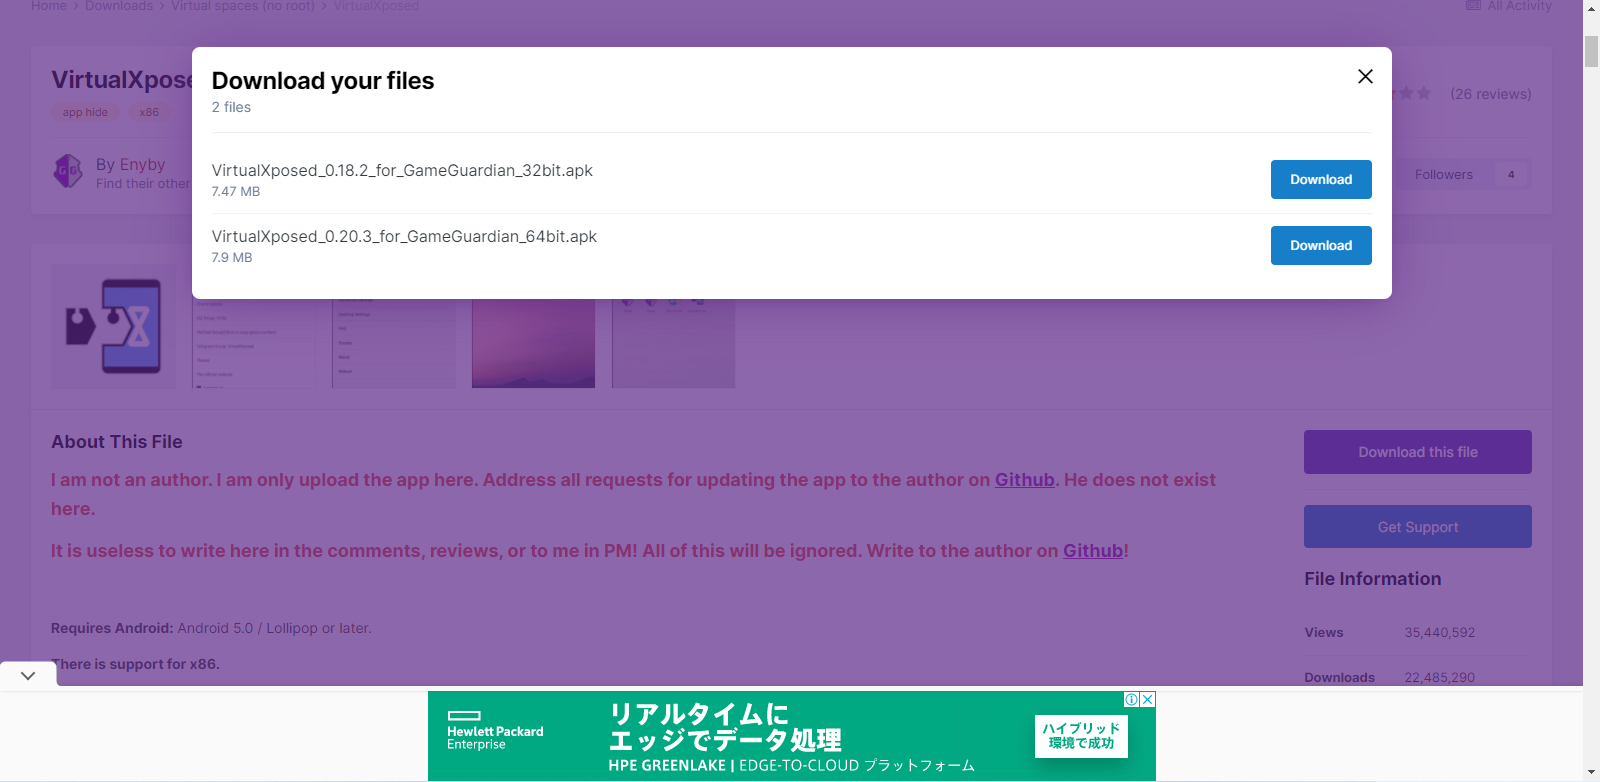 Home > Downloads > Virtual spaces (no root) > VirtualXposed
All Activity
Download your files
2 files
VirtualXpose
(26 reviews)
app hide
x86
VirtualXposed_0.18.2_for_GameGuardian_32bit.apk
7.47 MB
Download
By Enyby
Find their other
Followers
4
VirtualXposed_0.20.3_for_GameGuardian_64bit.apk
7.9 MB
Download
About This File
I am not an author. I am only upload the app here. Address all requests for updating the app to the author on Github. He does not exist
here.
It is useless to write here in the comments, reviews, or to me in PM! All of this will be ignored. Write to the author on Github!
Requires Android: Android 5.0 / Lollipop or later.
There is support for x86.
Download this file
Get Support
File Information
Views 35,440,592
Downloads 22,485,290
Hewlett Packard
Enterprise
リアルタイムに
エッジでデータ処理
HPE GREENLAKE | EDGE-TO-CLOUD プラットフォーム
ハイブリッド
環境で成功